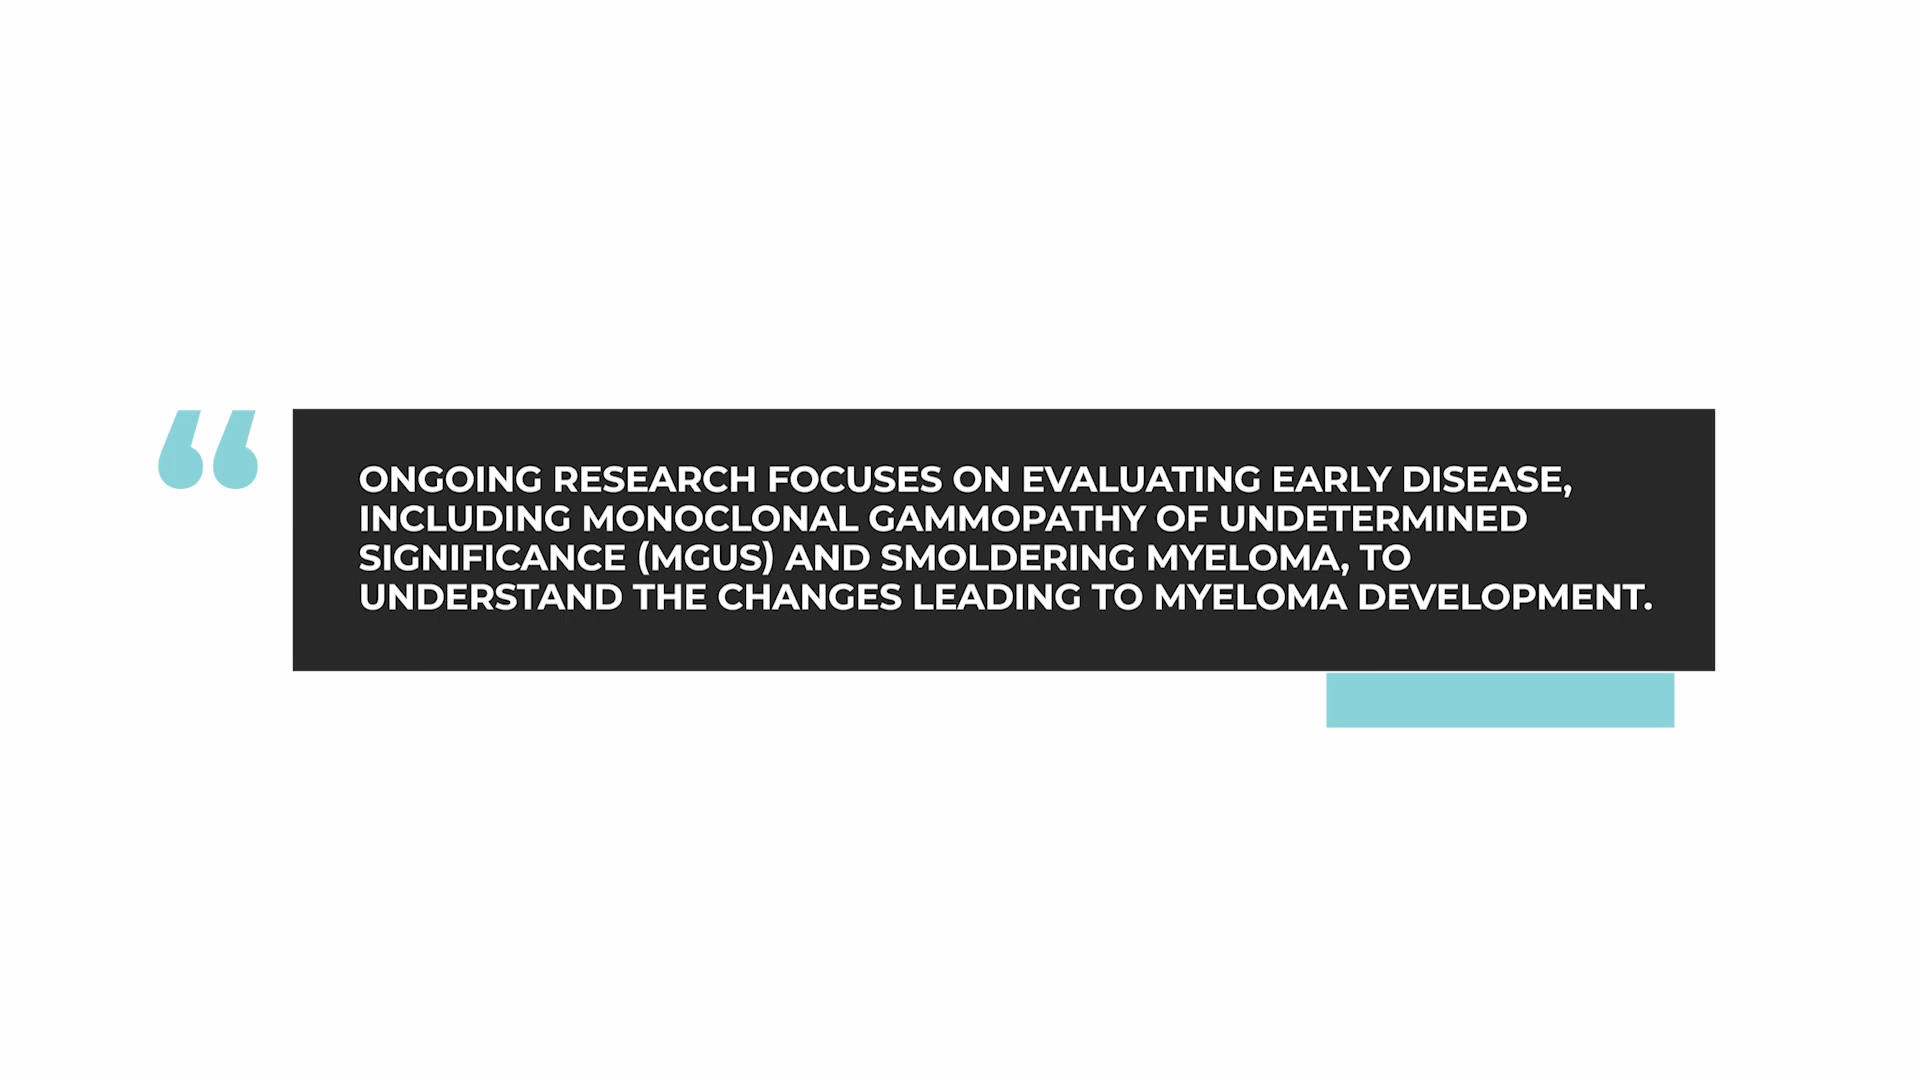 “
ONGOING RESEARCH FOCUSES ON EVALUATING EARLY DISEASE,
INCLUDING MONOCLONAL GAMMOPATHY OF UNDETERMINED
SIGNIFICANCE (MGUS) AND SMOLDERING MYELOMA, TO
UNDERSTAND THE CHANGES LEADING TO MYELOMA DEVELOPMENT.